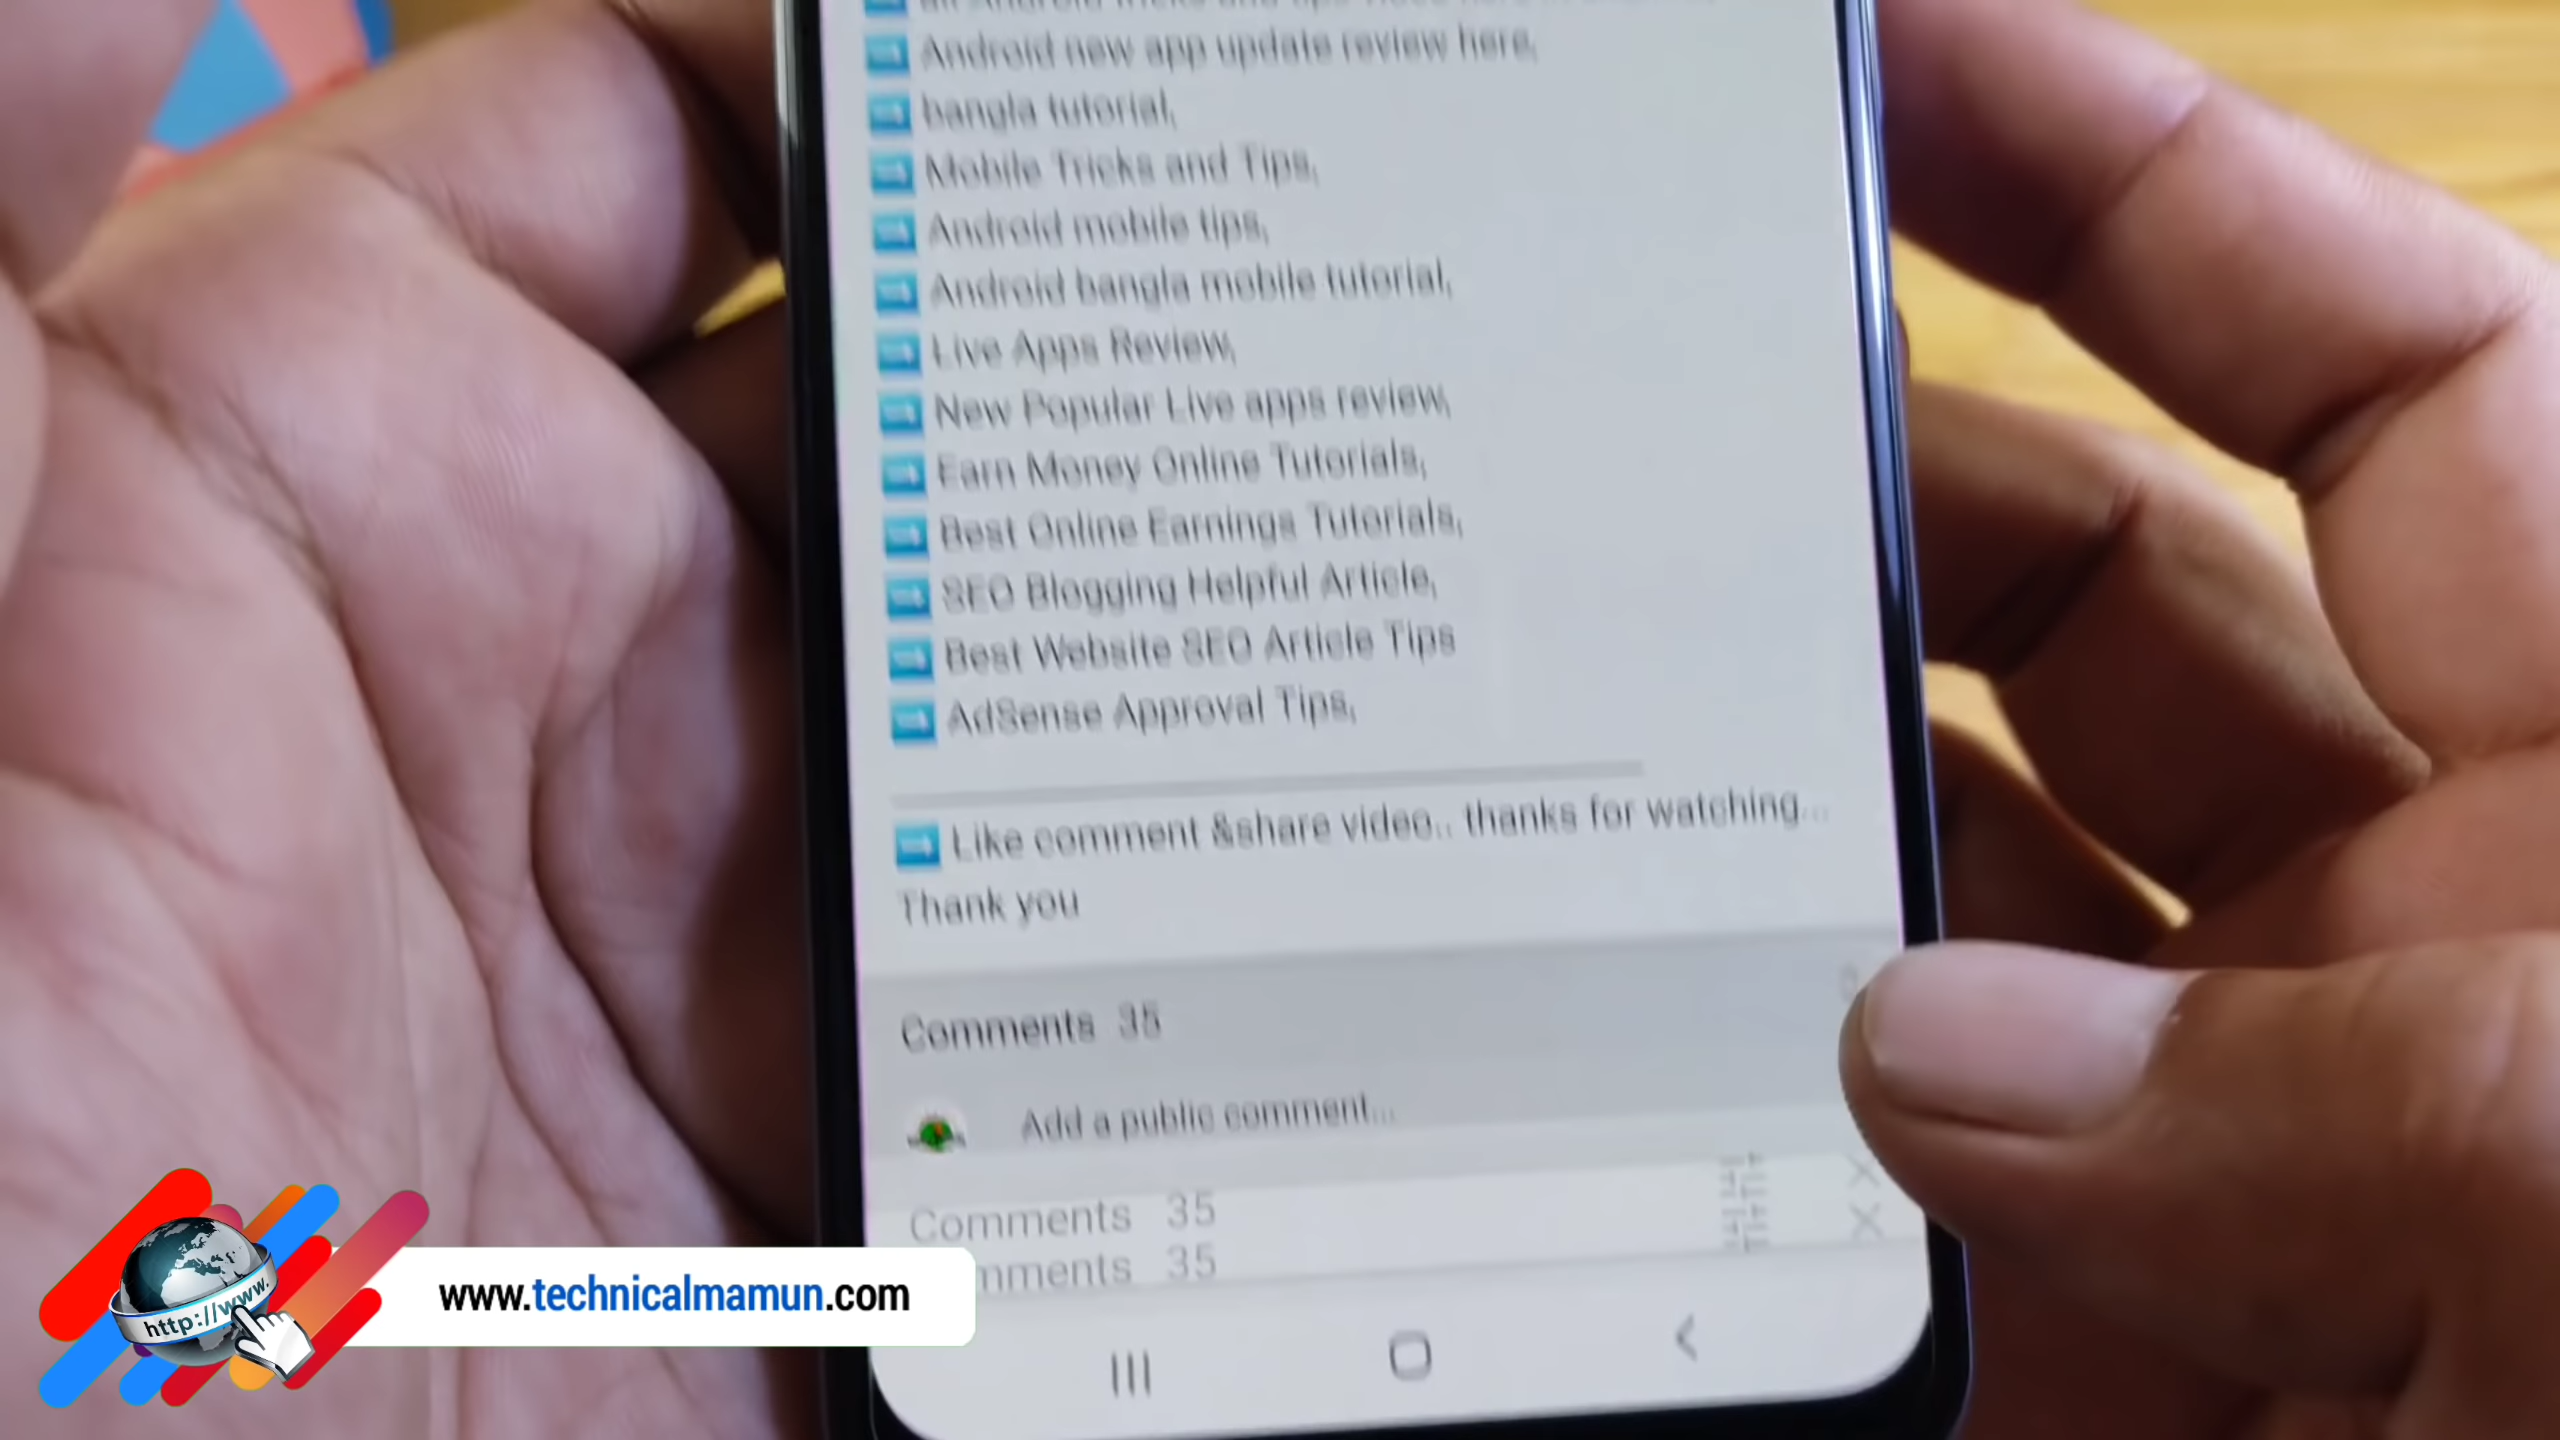 Android new app update review here,
bangla tutorial,
Mobile Tricks and Tips,
Android mobile tips,
Android bangla mobile tutorial,
Live Apps Review,
New Popular Live apps review,
Earn Money Online Tutorials,
Best Online Earnings Tutorials,
SEO Blogging Helpful Article,
Best Website SEO Article Tips
AdSense Approval Tips,
Like comment &share video.. thanks for watching...
Thank you
Comments 35
Add a public comment...
Comments 35
mments 35
http://www.
www.technicalmamun.com